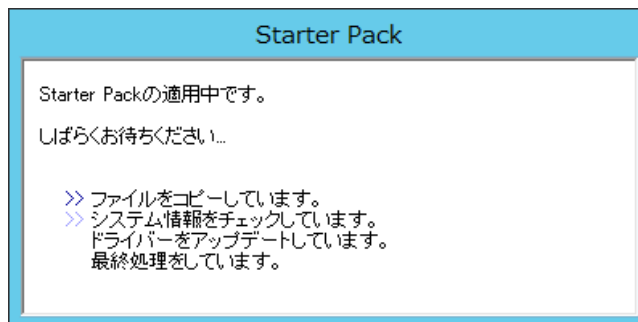 Starter Pack
Starter Packの適用中です。
しばらくお待ちください...
>> ファイルをコピーしています。
>> システム情報をチェックしています。
ドライバーをアップデートしています。
最終処理をしています。